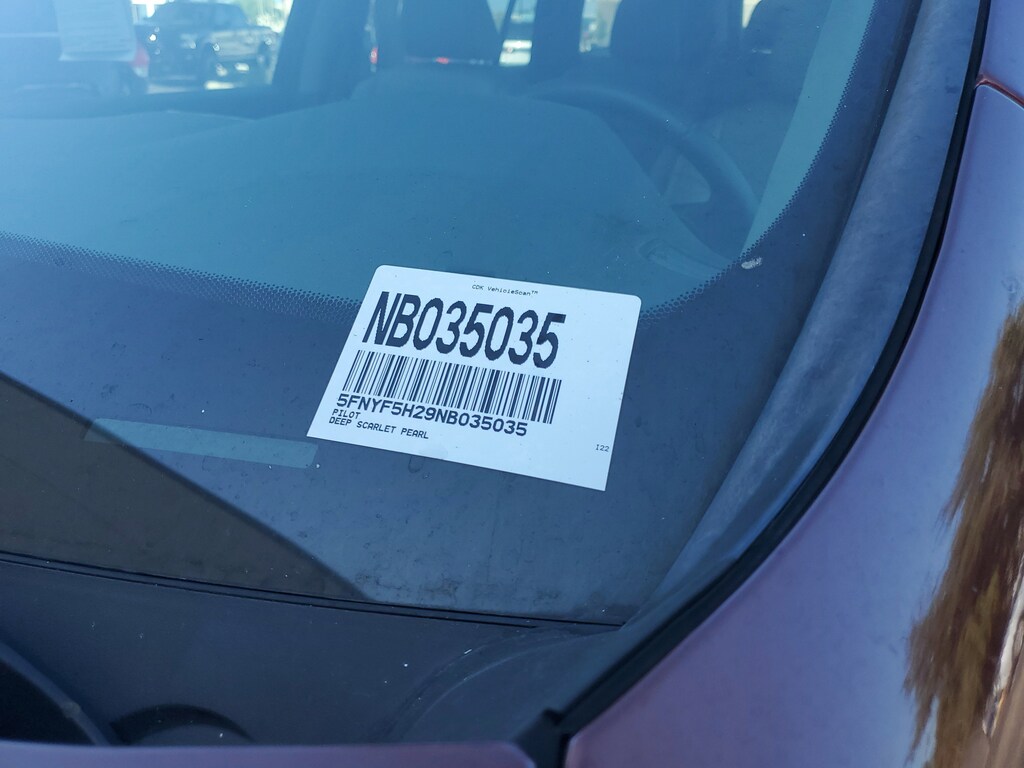 CDK VehicleScan™
NB035035
5FNYF5H29NB035035
PILOT
DEEP SCARLET PEARL
I22